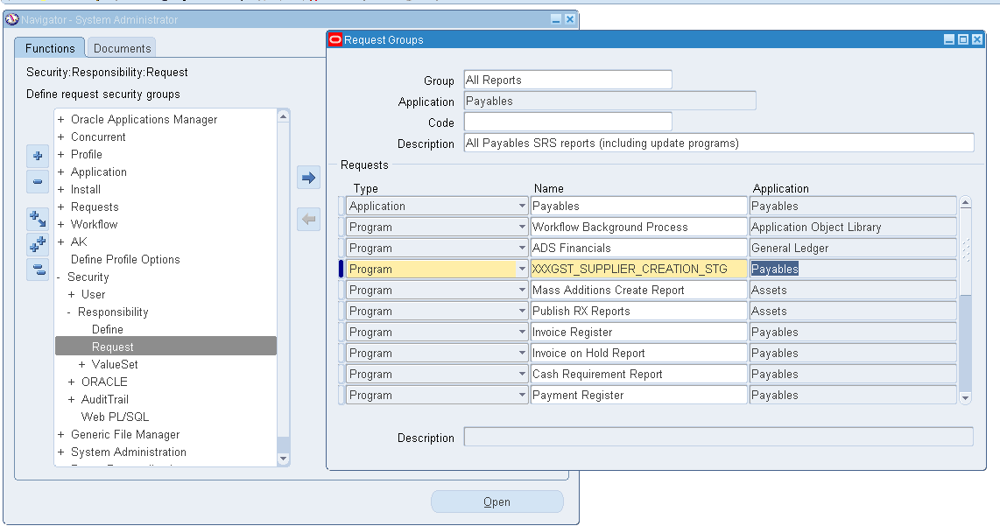 Navigator - System Administrator
Functions
Documents
Security:Responsibility:Request
Define request security groups
+ Oracle Applications Manager
+ Concurrent
+ Profile
+ Application
+ Install
+ Requests
+ Workflow
+ AK
Define Profile Options
- Security
+ User
- Responsibility
Define
Request
+ ValueSet
+ ORACLE
+ AuditTrail
Web PL/SQL
+ Generic File Manager
+ System Administration
Open
Request Groups
Group All Reports
Application Payables
Code
Description All Payables SRS reports (including update programs)
Requests
Type Name Application
Application Payables Payables
Program Workflow Background Process Application Object Library
Program ADS Financials General Ledger
Program XXXGST_SUPPLIER_CREATION_STG Payables
Program Mass Additions Create Report Assets
Program Publish RX Reports Assets
Program Invoice Register Payables
Program Invoice on Hold Report Payables
Program Cash Requirement Report Payables
Program Payment Register Payables
Description